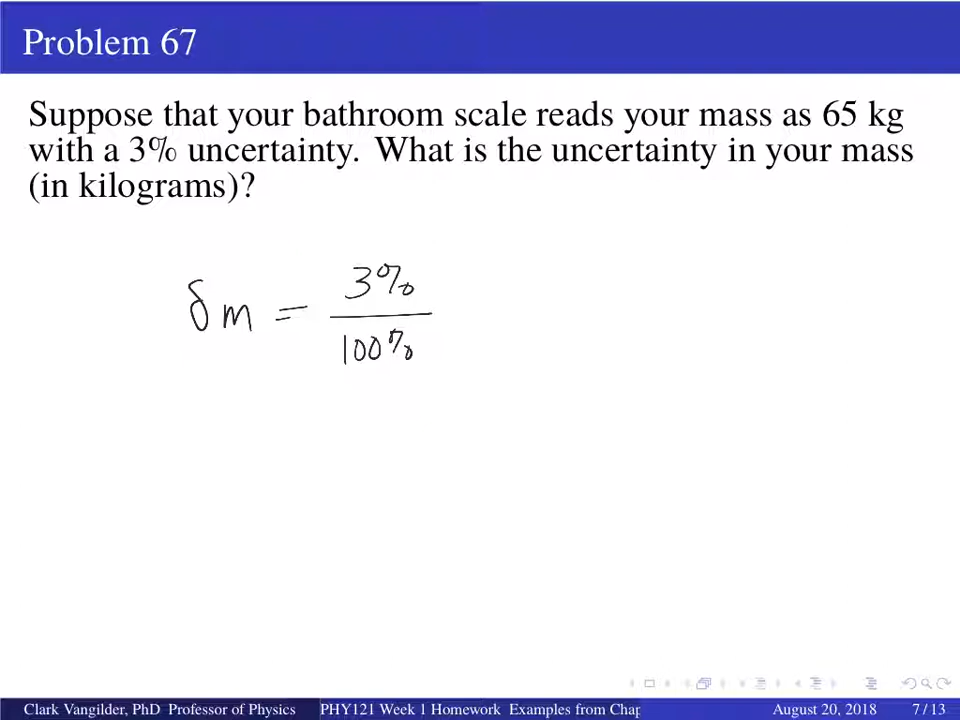 Problem 67
Suppose that your bathroom scale reads your mass as 65 kg
with a 3% uncertainty. What is the uncertainty in your mass
(in kilograms)?
δm = 3% / 100%
Clark Vangilder, PhD Professor of Physics PHY121 Week 1 Homework Examples from Chap August 20, 2018 7 / 13